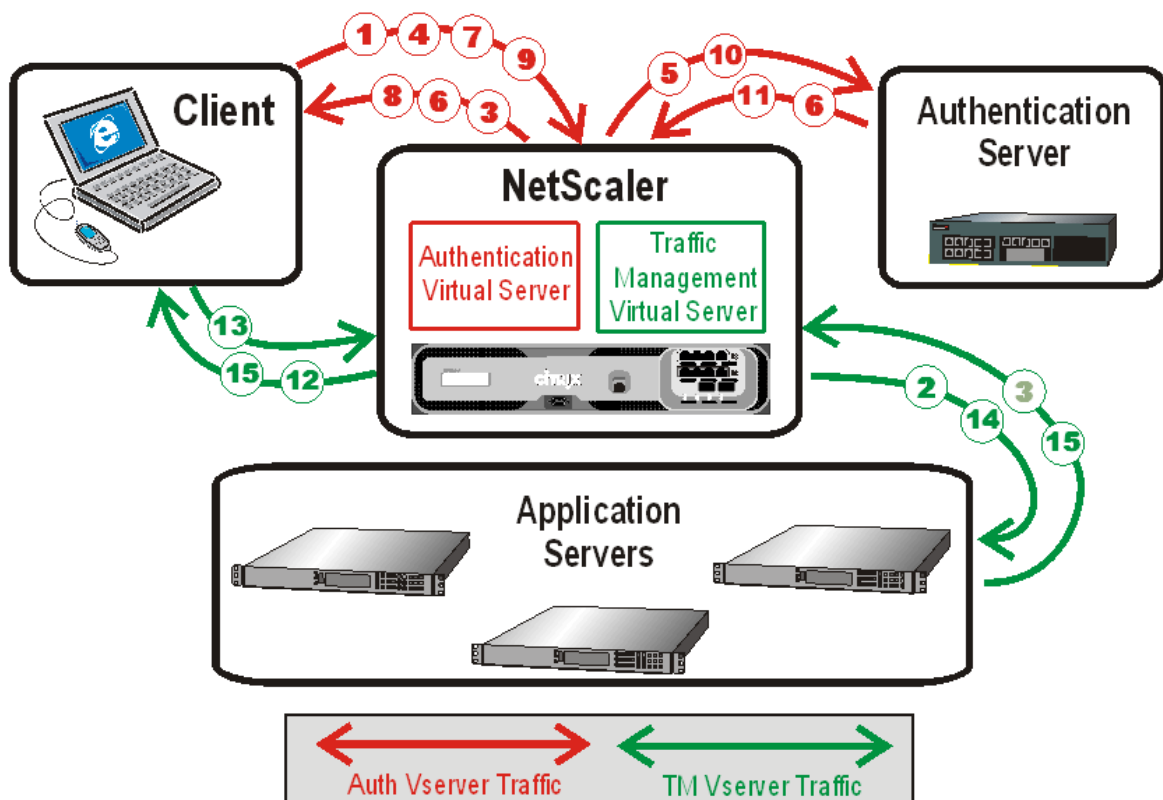 1
4
7
9
8
6
3
5
10
11
6
Client
Authentication
Server
NetScaler
Authentication
Virtual Server
Traffic
Management
Virtual Server
13
15
12
2
3
14
15
Application
Servers
Auth Vserver Traffic
TM Vserver Traffic